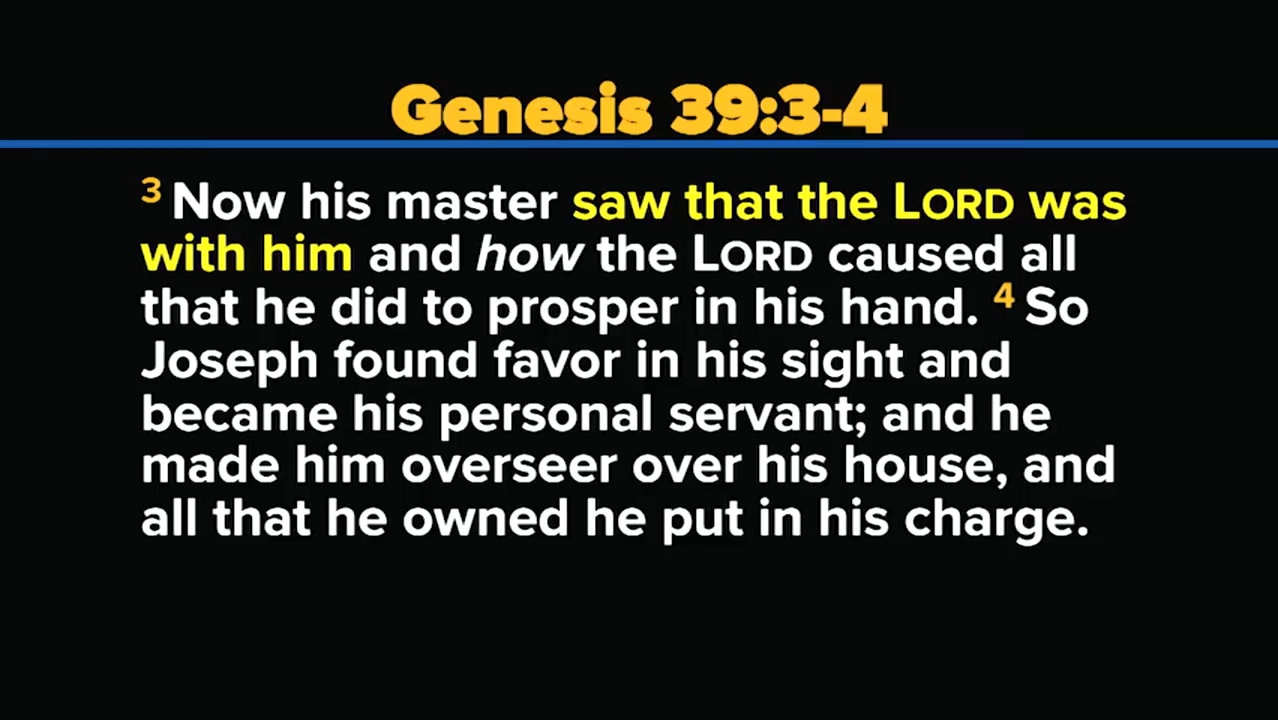 Genesis 39:3-4
3 Now his master saw that the LORD was
with him and how the LORD caused all
that he did to prosper in his hand. 4 So
Joseph found favor in his sight and
became his personal servant; and he
made him overseer over his house, and
all that he owned he put in his charge.